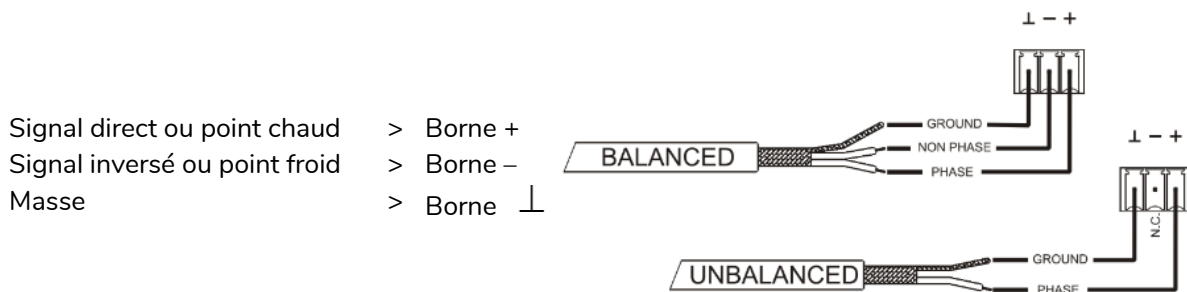 Signal direct ou point chaud > Borne +
Signal inversé ou point froid > Borne –
Masse > Borne ⊥
⊥ – +
GROUND
NON PHASE
PHASE
BALANCED
⊥ – +
N.C.
GROUND
PHASE
UNBALANCED